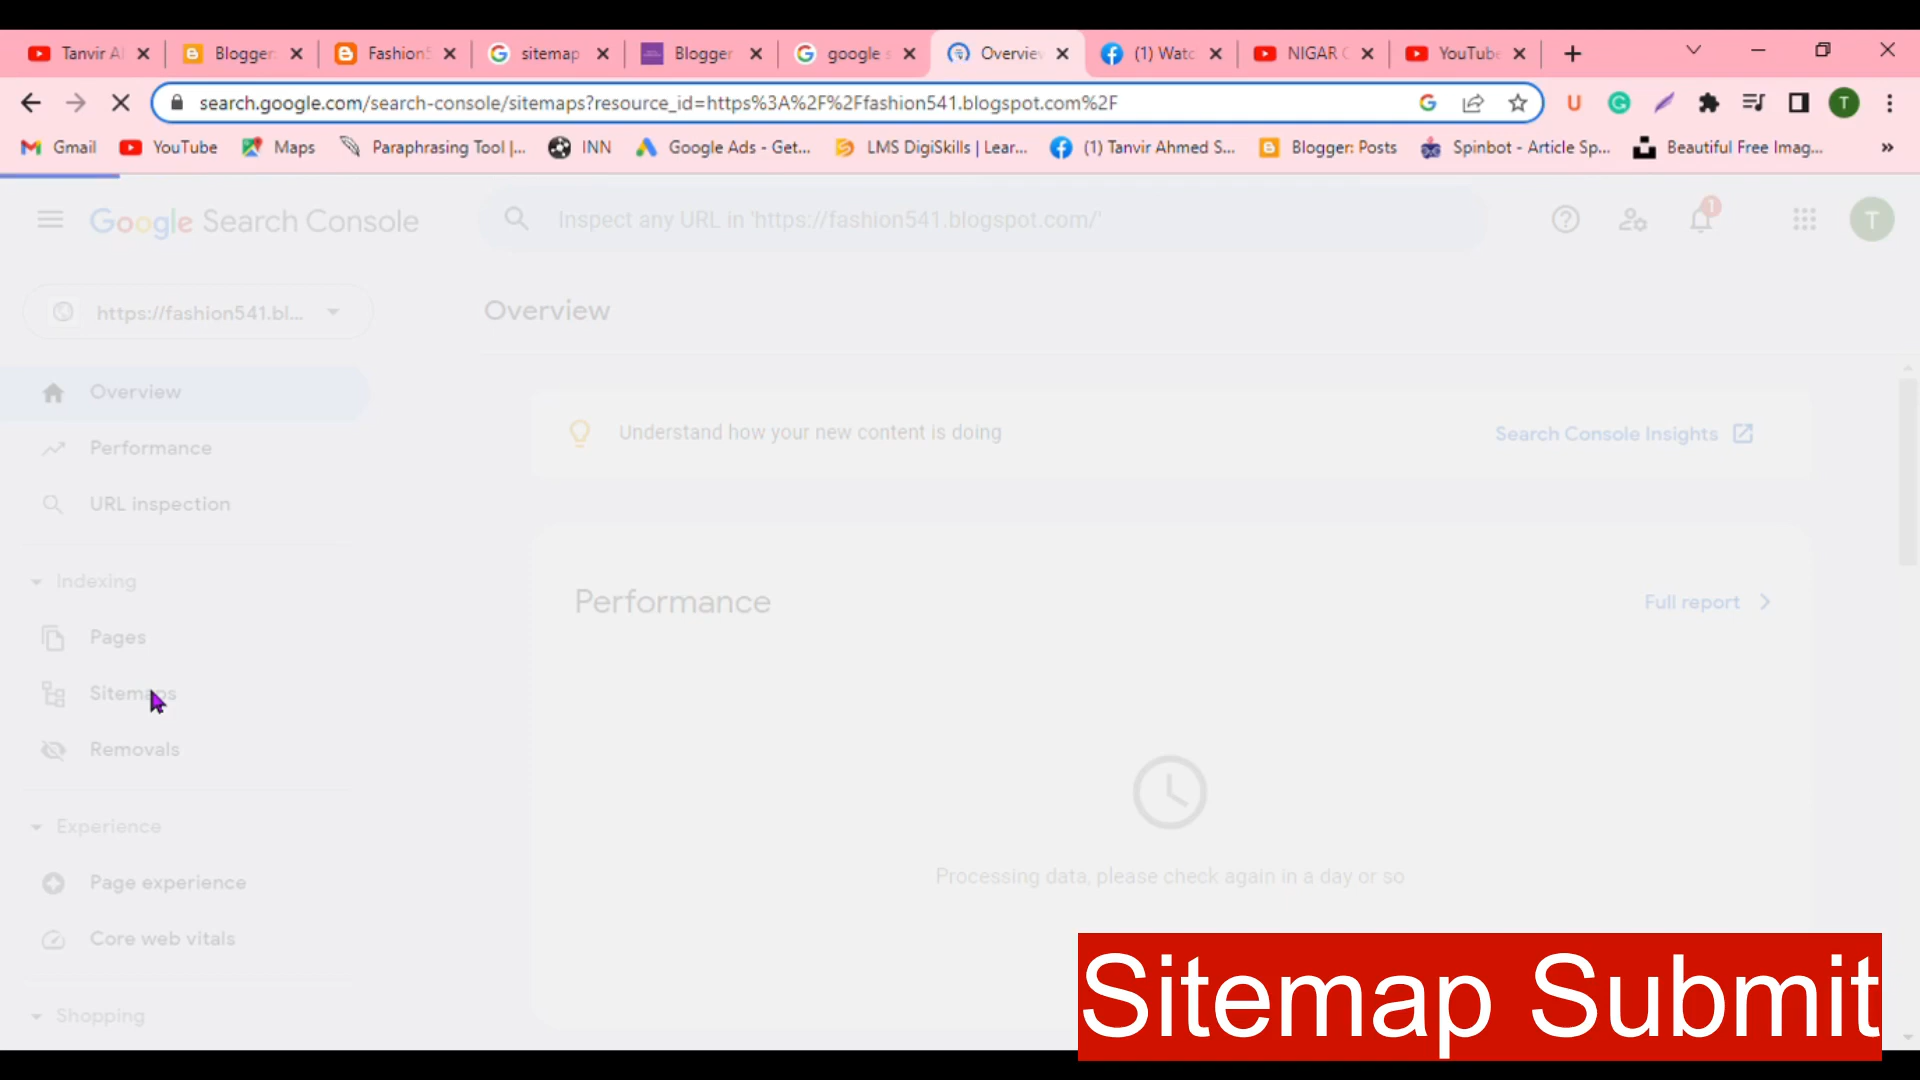 Tanvir A
Blogger
Fashion5
sitemap
Blogger
google s
Overvie
(1) Watc
NIGAR
YouTube
search.google.com/search-console/sitemaps?resource_id=https%3A%2F%2Ffashion541.blogspot.com%2F
U
T
Gmail
YouTube
Maps
Paraphrasing Tool |...
INN
Google Ads - Get...
LMS DigiSkills | Lear...
(1) Tanvir Ahmed S...
Blogger: Posts
Spinbot - Article Sp...
Beautiful Free Imag...
»
Google Search Console
Inspect any URL in 'https://fashion541.blogspot.com/'
1
T
https://fashion541.bl...
Overview
Overview
Performance
URL inspection
Indexing
Pages
Sitemaps
Removals
Experience
Page experience
Core web vitals
Shopping
Understand how your new content is doing
Search Console Insights
Performance
Full report
Processing data, please check again in a day or so
Sitemap Submit